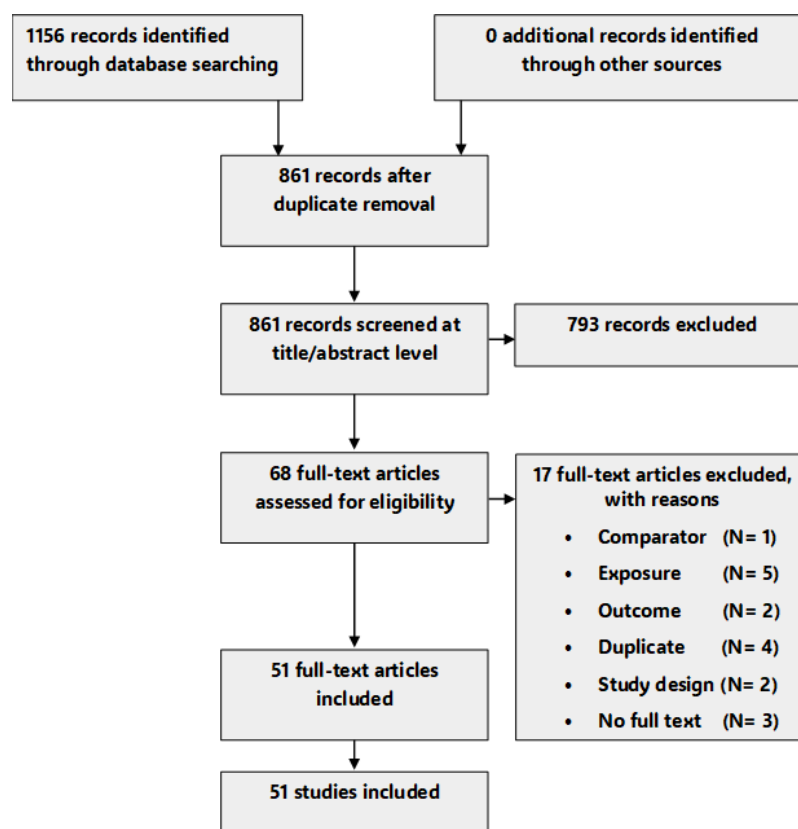 1156 records identified
through database searching
0 additional records identified
through other sources
861 records after
duplicate removal
861 records screened at
title/abstract level
793 records excluded
68 full-text articles
assessed for eligibility
17 full-text articles excluded,
with reasons
• Comparator (N= 1)
• Exposure (N= 5)
• Outcome (N= 2)
• Duplicate (N= 4)
• Study design (N= 2)
• No full text (N= 3)
51 full-text articles
included
51 studies included